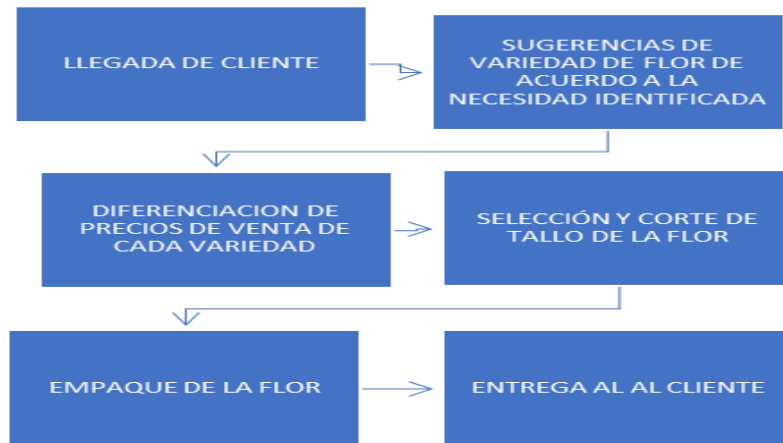 LLEGADA DE CLIENTE
SUGERENCIAS DE
VARIEDAD DE FLOR DE
ACUERDO A LA
NECESIDAD IDENTIFICADA
DIFERENCIACION DE
PRECIOS DE VENTA DE
CADA VARIEDAD
SELECCIÓN Y CORTE DE
TALLO DE LA FLOR
EMPAQUE DE LA FLOR
ENTREGA AL AL CLIENTE